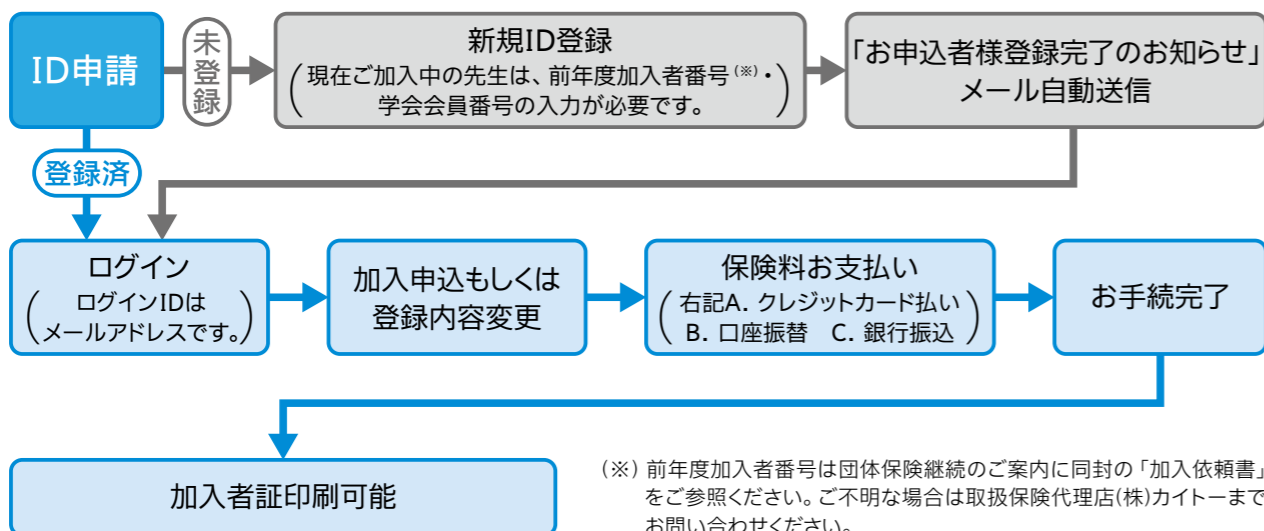 ID申請
未登録
新規ID登録
(現在ご加入中の先生は、前年度加入者番号(※)・
学会会員番号の入力が必要です。)
「お申込者様登録完了のお知らせ」
メール自動送信
登録済
ログイン
(ログインIDは
メールアドレスです。)
加入申込もしくは
登録内容変更
保険料お支払い
(右記A. クレジットカード払い
B. 口座振替 C. 銀行振込)
お手続完了
加入者証印刷可能
(※) 前年度加入者番号は団体保険継続のご案内に同封の「加入依頼書」
をご参照ください。ご不明な場合は取扱保険代理店(株)カイトーまで
お問い合わせください。